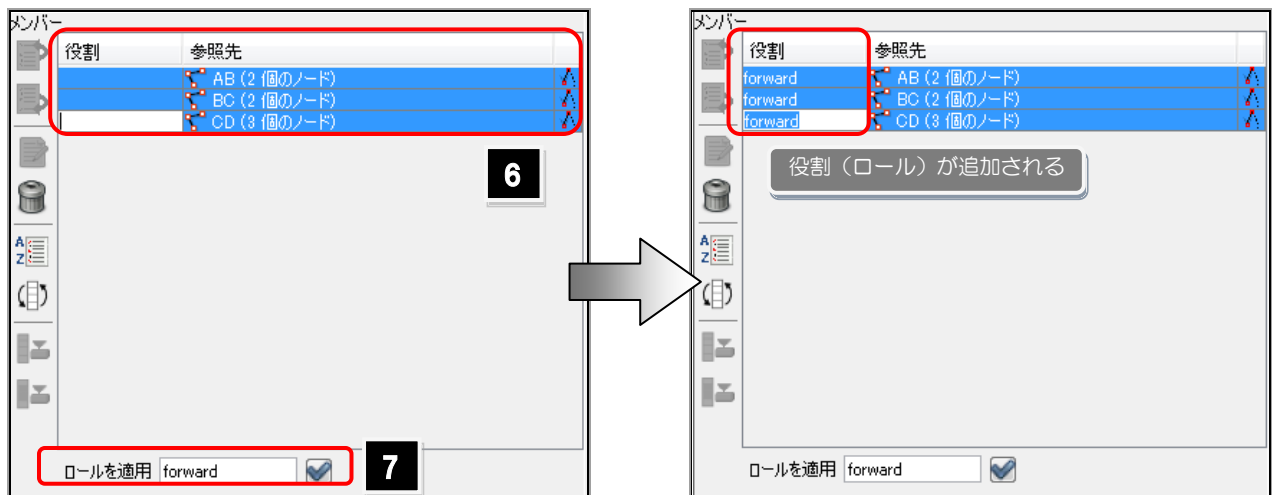 メンバー
役割 参照先
AB (2 個のノード)
BC (2 個のノード)
CD (3 個のノード)
6
ロールを適用 forward
7
メンバー
役割 参照先
forward AB (2 個のノード)
forward BC (2 個のノード)
forward CD (3 個のノード)
役割（ロール）が追加される
ロールを適用 forward